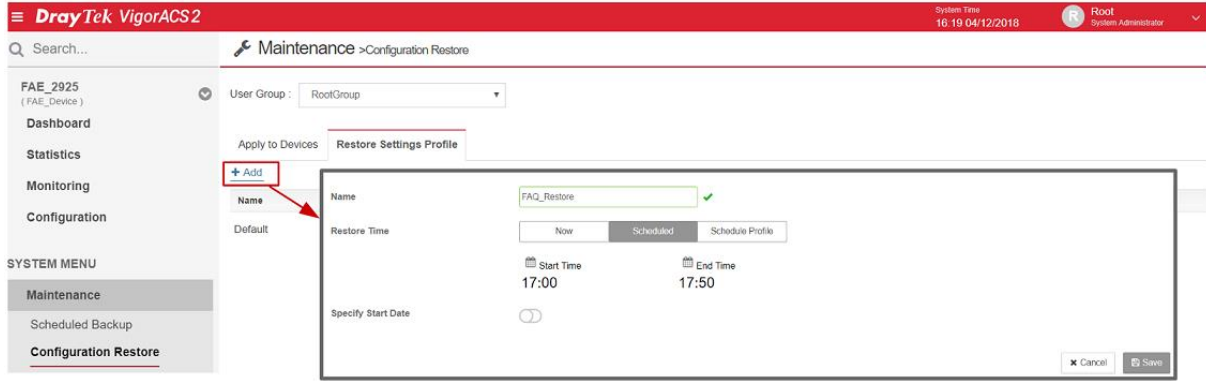 DrayTek VigorACS2
System Time
16:19 04/12/2018
R
Root
System Administrator
Search...
Maintenance >Configuration Restore
FAE_2925
( FAE_Device )
User Group :
RootGroup
Dashboard
Statistics
Monitoring
Configuration
Apply to Devices
Restore Settings Profile
+ Add
Name
Default
Name
FAQ_Restore
Restore Time
Now
Scheduled
Schedule Profile
Start Time
17:00
End Time
17:50
Specify Start Date
Cancel
Save
SYSTEM MENU
Maintenance
Scheduled Backup
Configuration Restore